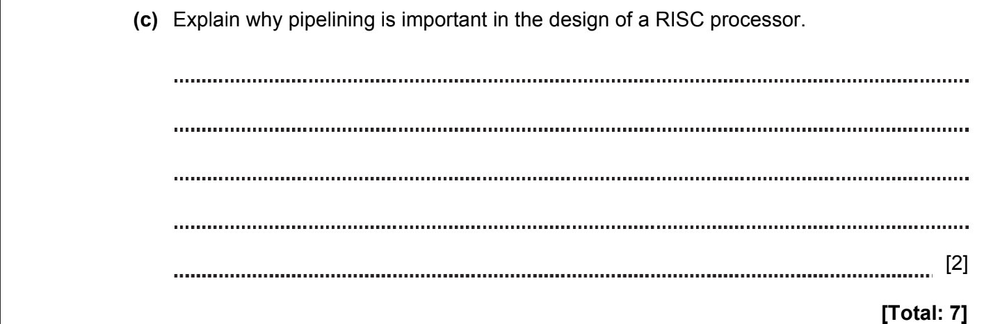 (c) Explain why pipelining is important in the design of a RISC processor.
[2]
[Total: 7]